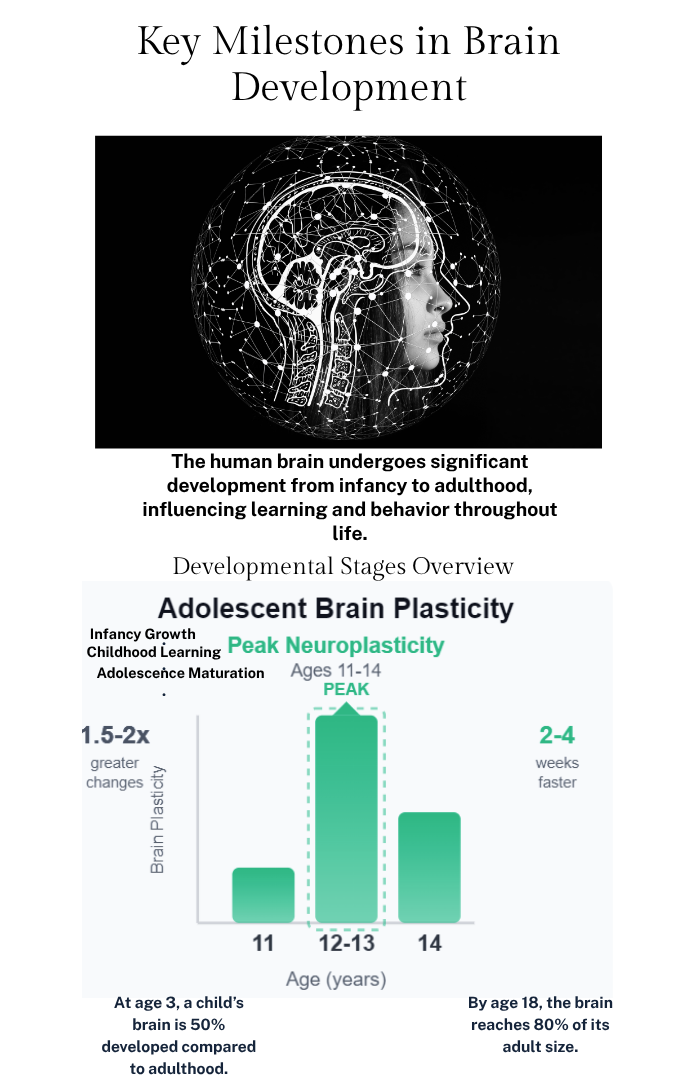 Key Milestones in Brain
Development
The human brain undergoes significant
development from infancy to adulthood,
influencing learning and behavior throughout
life.
Developmental Stages Overview
Adolescent Brain Plasticity
Infancy Growth
Childhood Learning
Adolescence Maturation
.
Peak Neuroplasticity
Ages 11-14
PEAK
1.5-2x
greater
changes
2-4
weeks
faster
Brain Plasticity
11
12-13
14
Age (years)
At age 3, a child’s
brain is 50%
developed compared
to adulthood.
By age 18, the brain
reaches 80% of its
adult size.